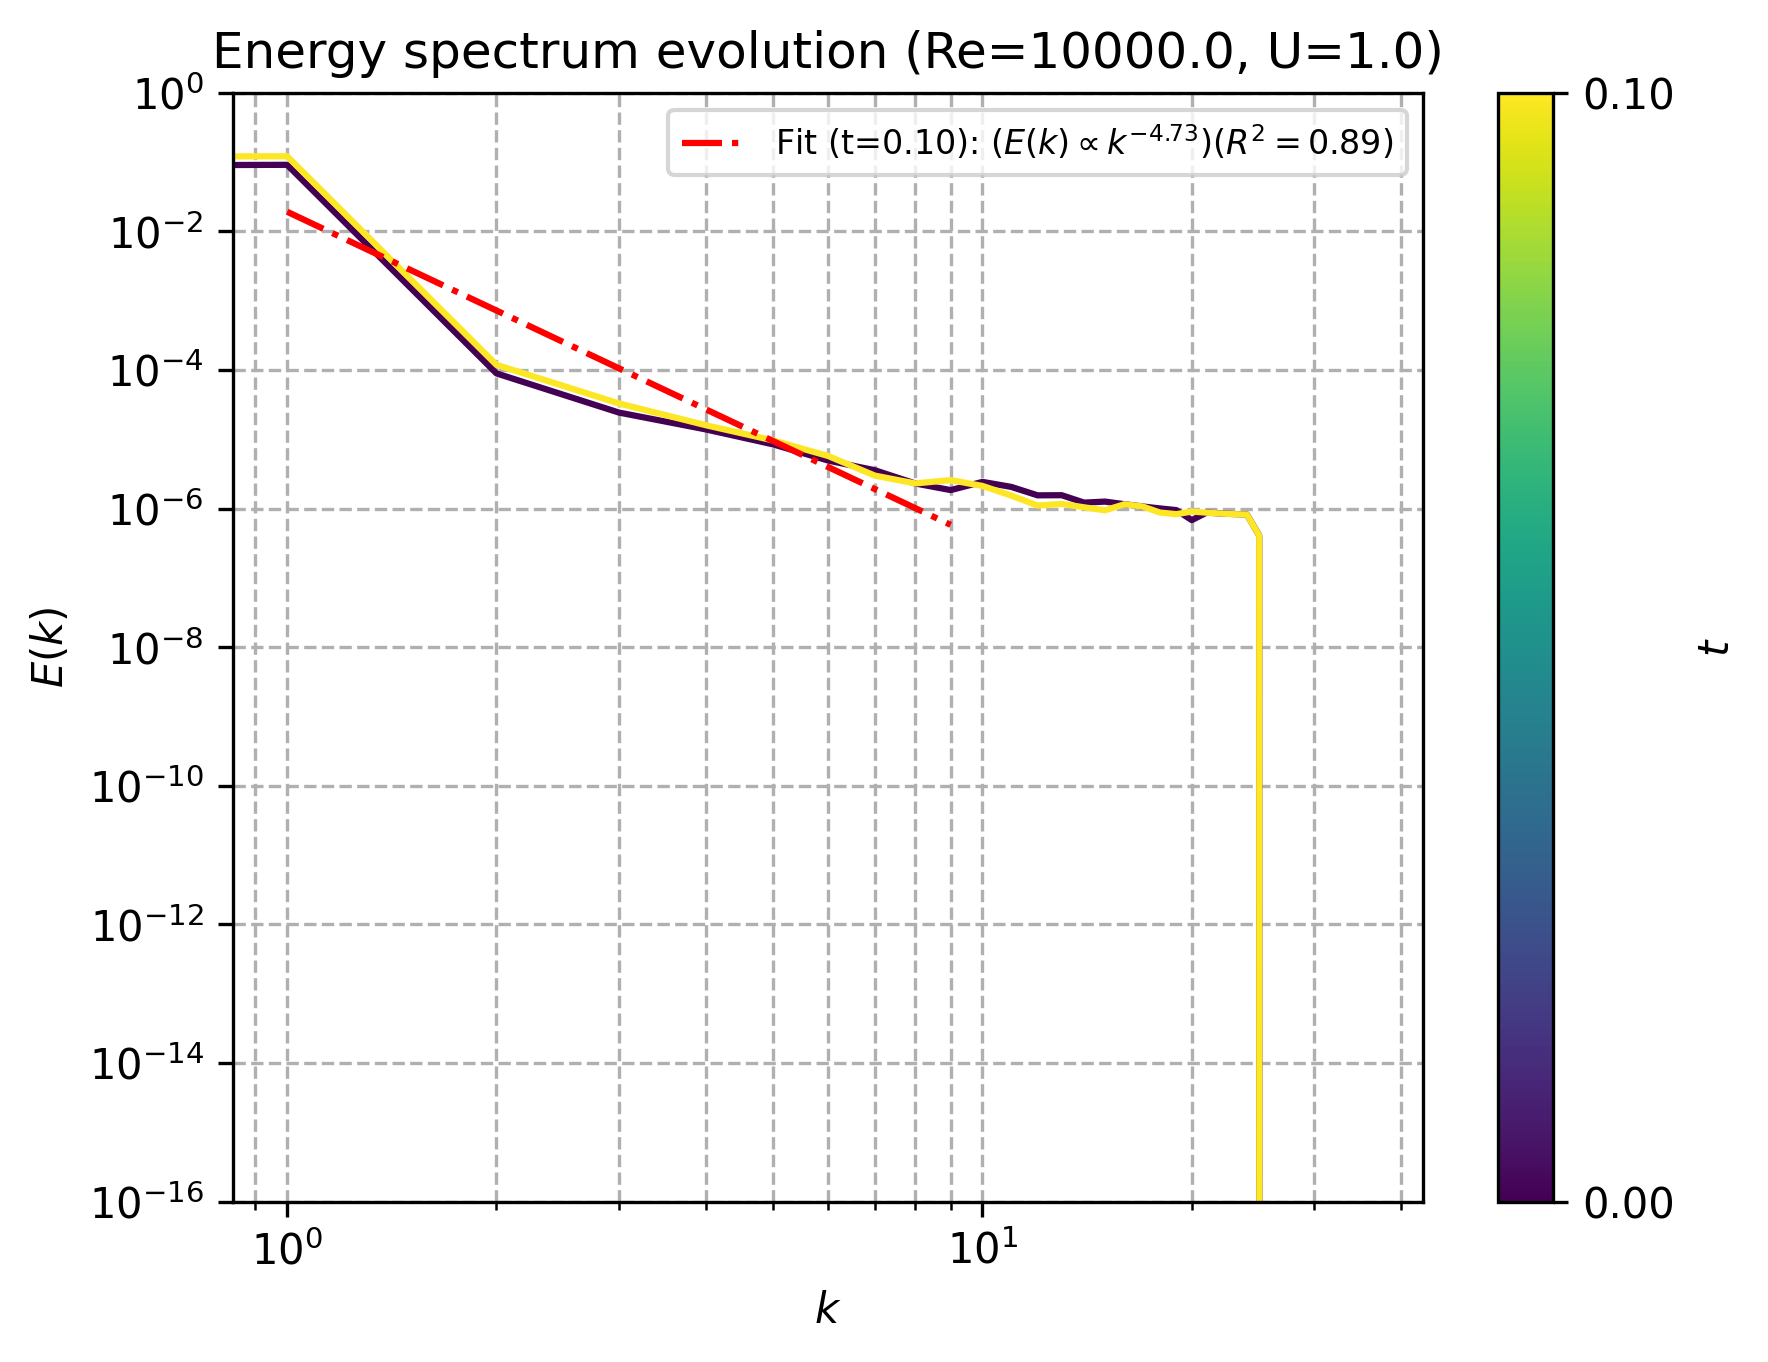 Energy spectrum evolution (Re=10000.0, U=1.0)
Fit (t=0.10): (E(k) ∝ k^{-4.73})(R^2 = 0.89)
10^0
10^{-2}
10^{-4}
10^{-6}
10^{-8}
10^{-10}
10^{-12}
10^{-14}
10^{-16}
E(k)
10^0
10^1
k
0.10
0.00
t